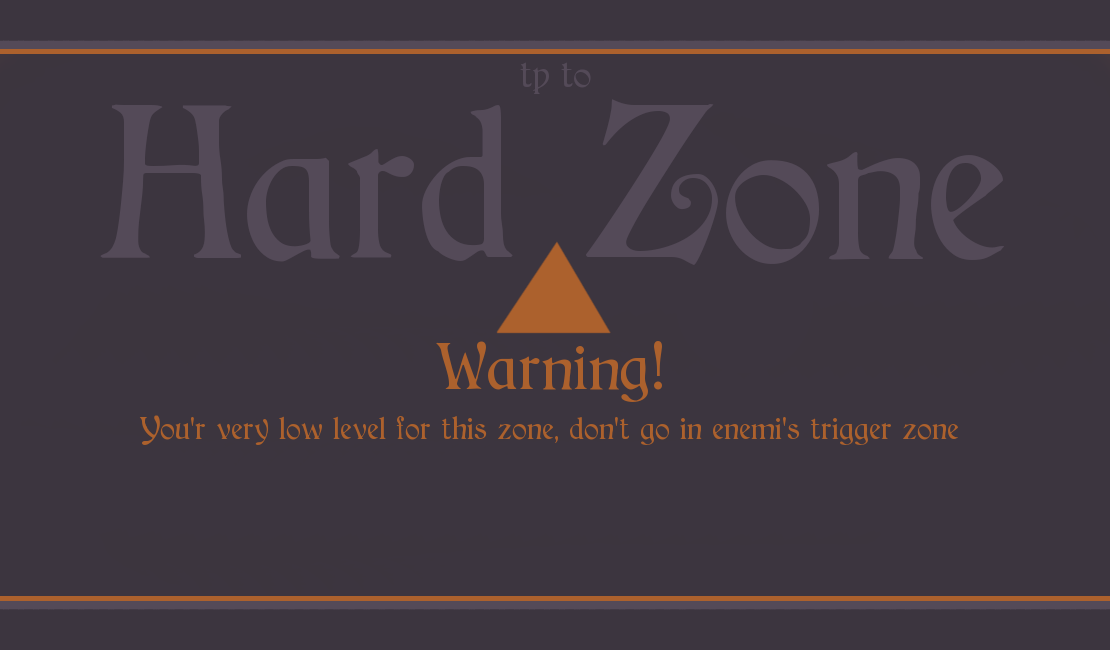 tp to
Hard Zone
Warning!
You'r very low level for this zone, don't go in enemi's trigger zone